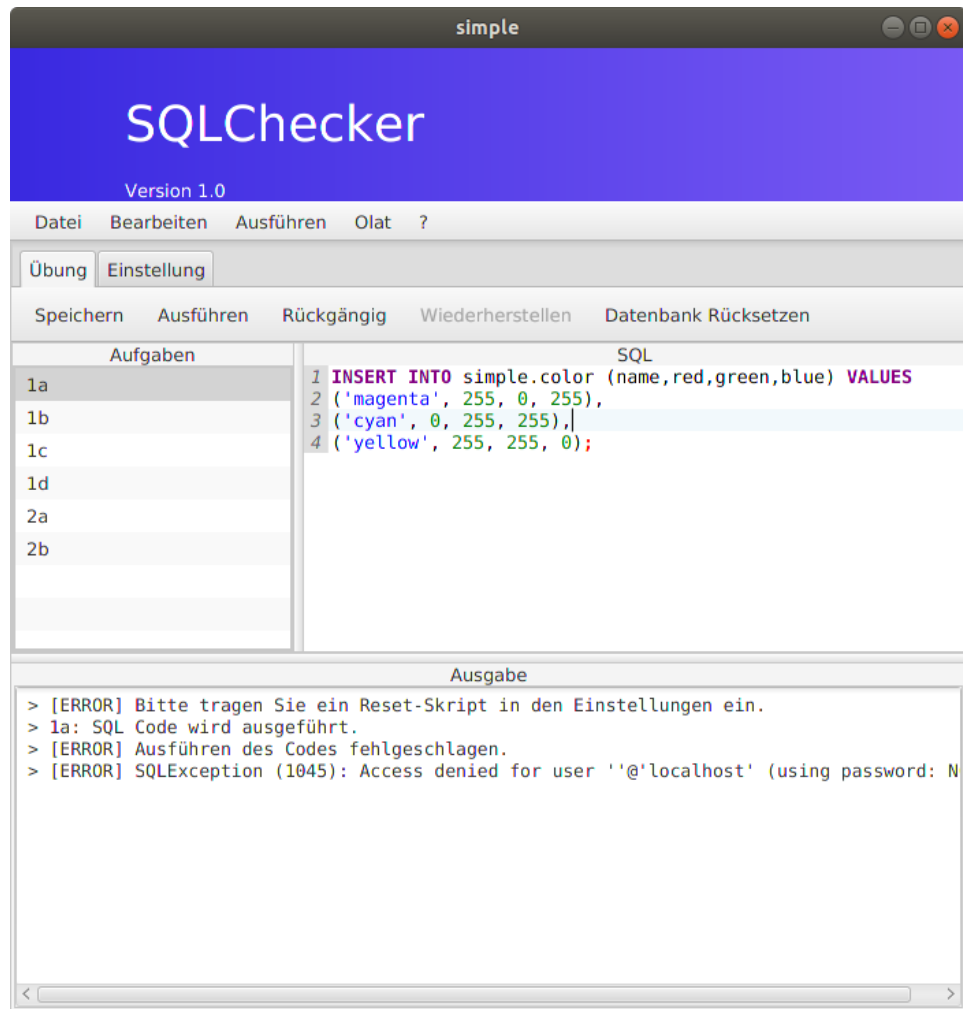 simple
SQLChecker
Version 1.0
Datei Bearbeiten Ausführen Olat ?
Übung Einstellung
Speichern Ausführen Rückgängig Wiederherstellen Datenbank Rücksetzen
Aufgaben
1a
1b
1c
1d
2a
2b
SQL
1 INSERT INTO simple.color (name,red,green,blue) VALUES
2 ('magenta', 255, 0, 255),
3 ('cyan', 0, 255, 255),
4 ('yellow', 255, 255, 0);
Ausgabe
> [ERROR] Bitte tragen Sie ein Reset-Skript in den Einstellungen ein.
> 1a: SQL Code wird ausgeführt.
> [ERROR] Ausführen des Codes fehlgeschlagen.
> [ERROR] SQLException (1045): Access denied for user ''@'localhost' (using password: N